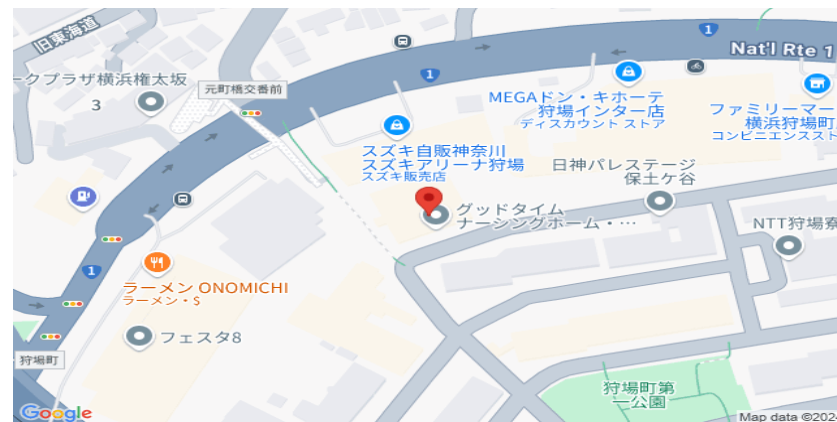 旧東海道
1
Nat'l Rte 1
1
ークプラザ横浜権太坂
3
元町橋交番前
MEGAドン・キホーテ
狩場インター店
ディスカウント ストア
ファミリーマー
横浜狩場町
コンビニエンススト
スズキ自販神奈川
スズキアリーナ狩場
スズキ販売店
日神パレステージ
保土ケ谷
グッドタイム
ナーシングホーム・…
NTT狩場寮
1
ラーメン ONOMICHI
ラーメン・$
フェスタ8
狩場町
狩場町第
一公園
Google
Map data ©2024